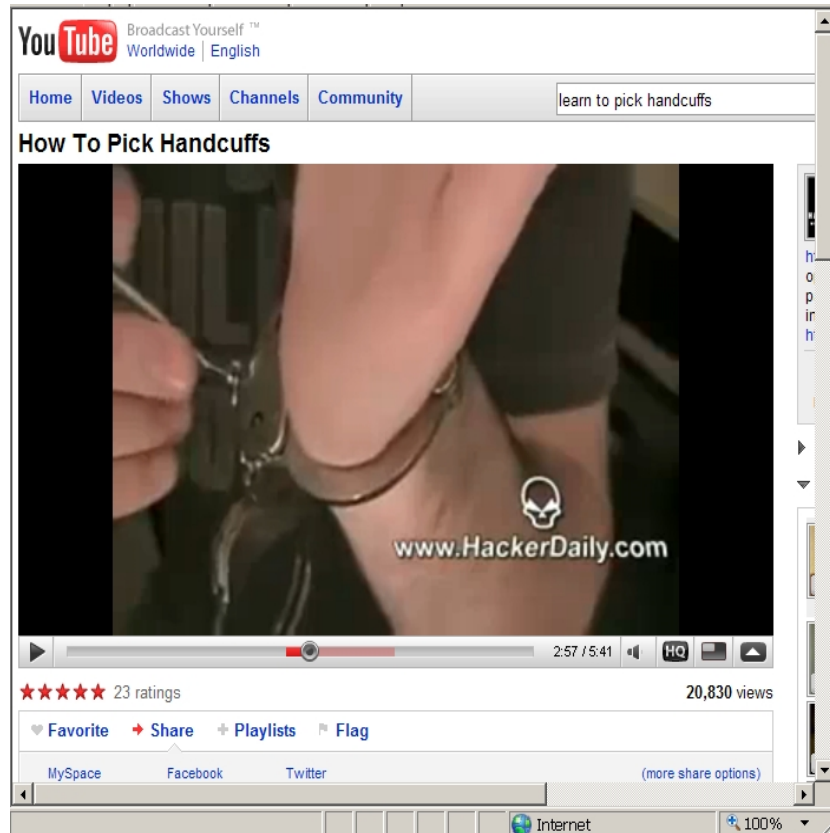 You Tube Broadcast Yourself ™
Worldwide | English
Home Videos Shows Channels Community learn to pick handcuffs
How To Pick Handcuffs
www.HackerDaily.com
2:57 / 5:41 HQ
23 ratings 20,830 views
Favorite Share Playlists Flag
MySpace Facebook Twitter (more share options)
Internet 100%